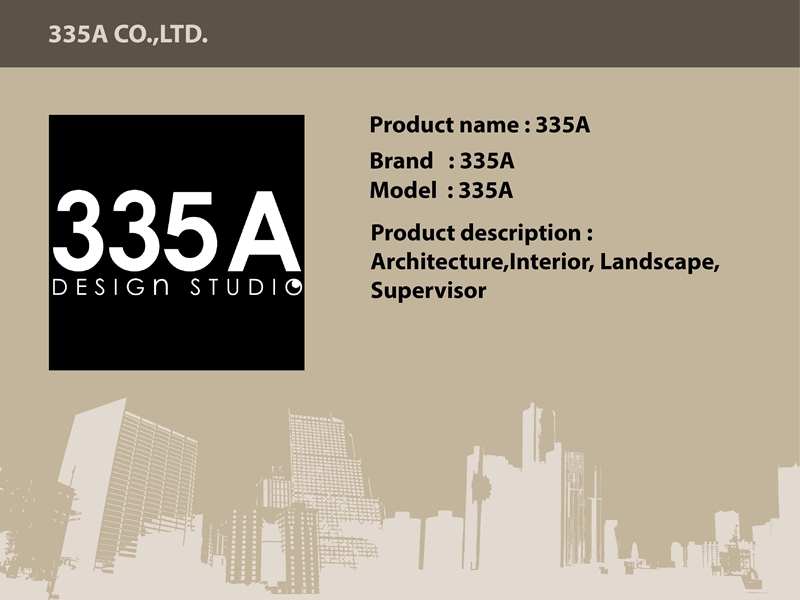 335A CO.,LTD.
335A
DESIGn STUDIO
Product name : 335A
Brand : 335A
Model : 335A
Product description :
Architecture,Interior, Landscape,
Supervisor